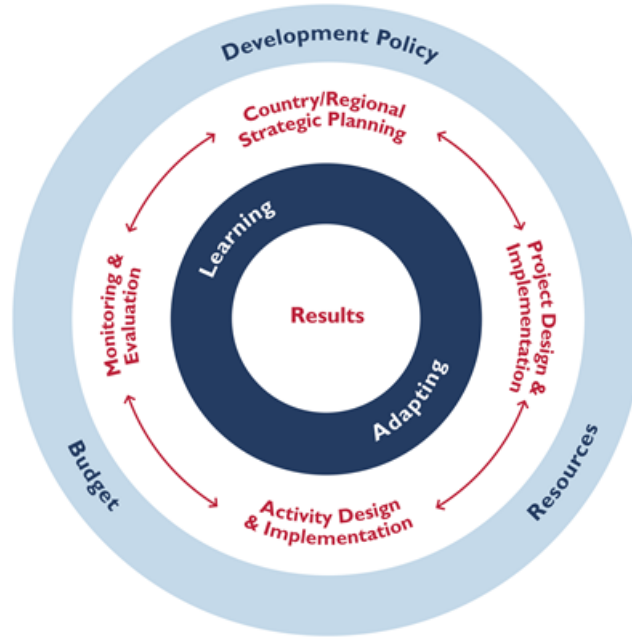 Development Policy
Country/Regional
Strategic Planning
Learning
Monitoring &
Evaluation
Results
Project Design &
Implementation
Adapting
Budget
Resources
Activity Design
& Implementation